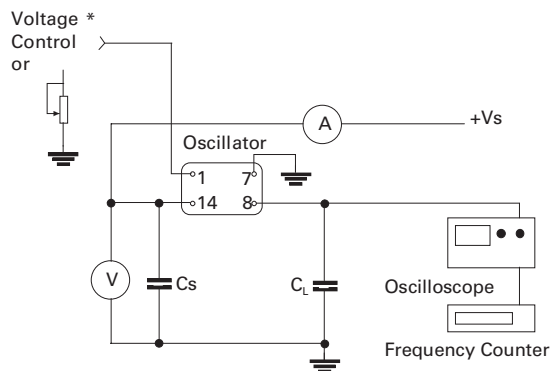 Voltage *
Control
or
A
+Vs
Oscillator
1
7
14
8
V
Cs
CL
Oscilloscope
Frequency Counter